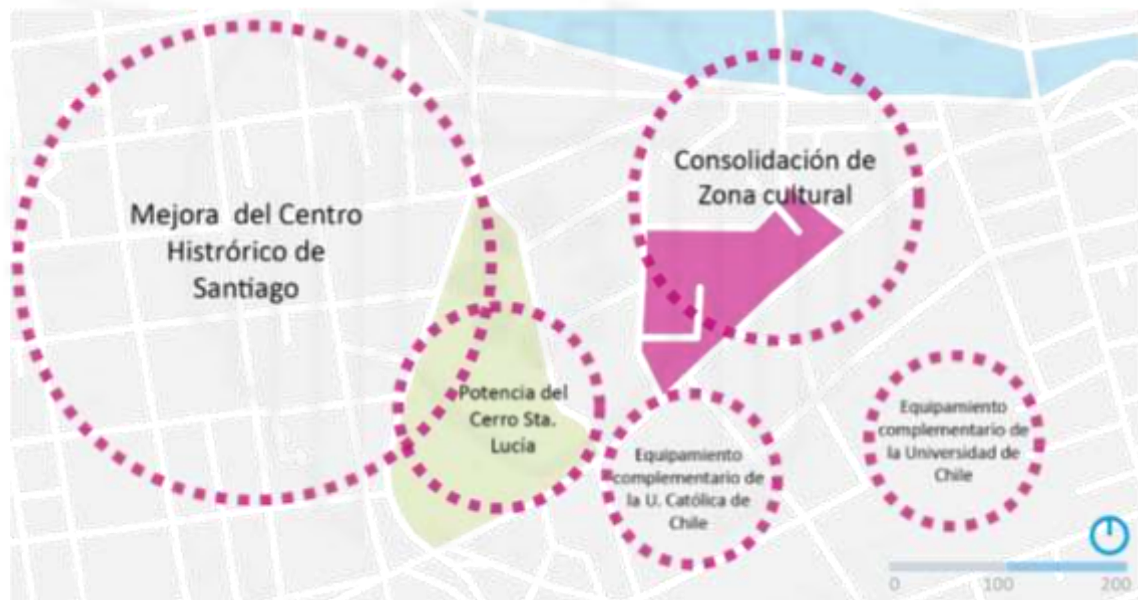 Mejora del Centro
Histrórico de
Santiago
Consolidación de
Zona cultural
Potencia del
Cerro Sta.
Lucía
Equipamiento
complementario de
la U. Católica de
Chile
Equipamiento
complementario de
la Universidad de
Chile
0 100 200